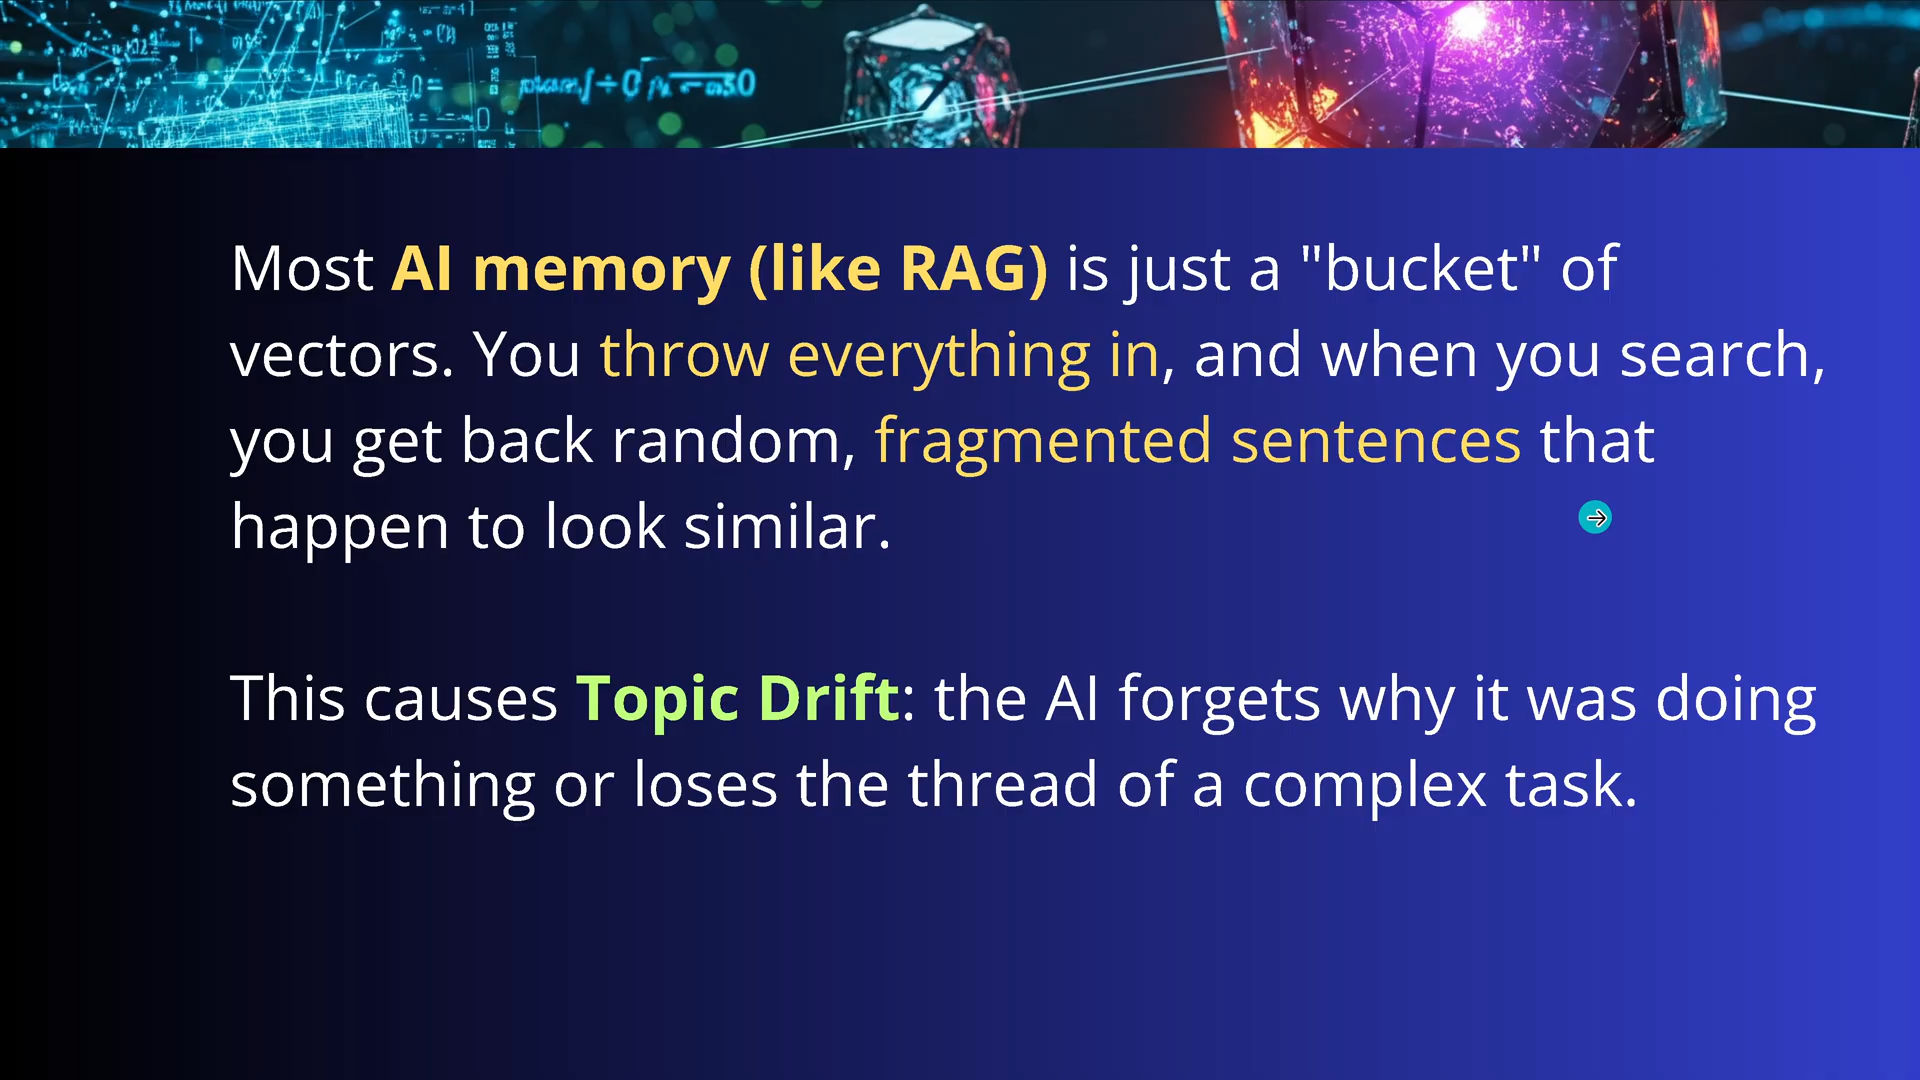 Most AI memory (like RAG) is just a "bucket" of
vectors. You throw everything in, and when you search,
you get back random, fragmented sentences that
happen to look similar.
This causes Topic Drift: the AI forgets why it was doing
something or loses the thread of a complex task.